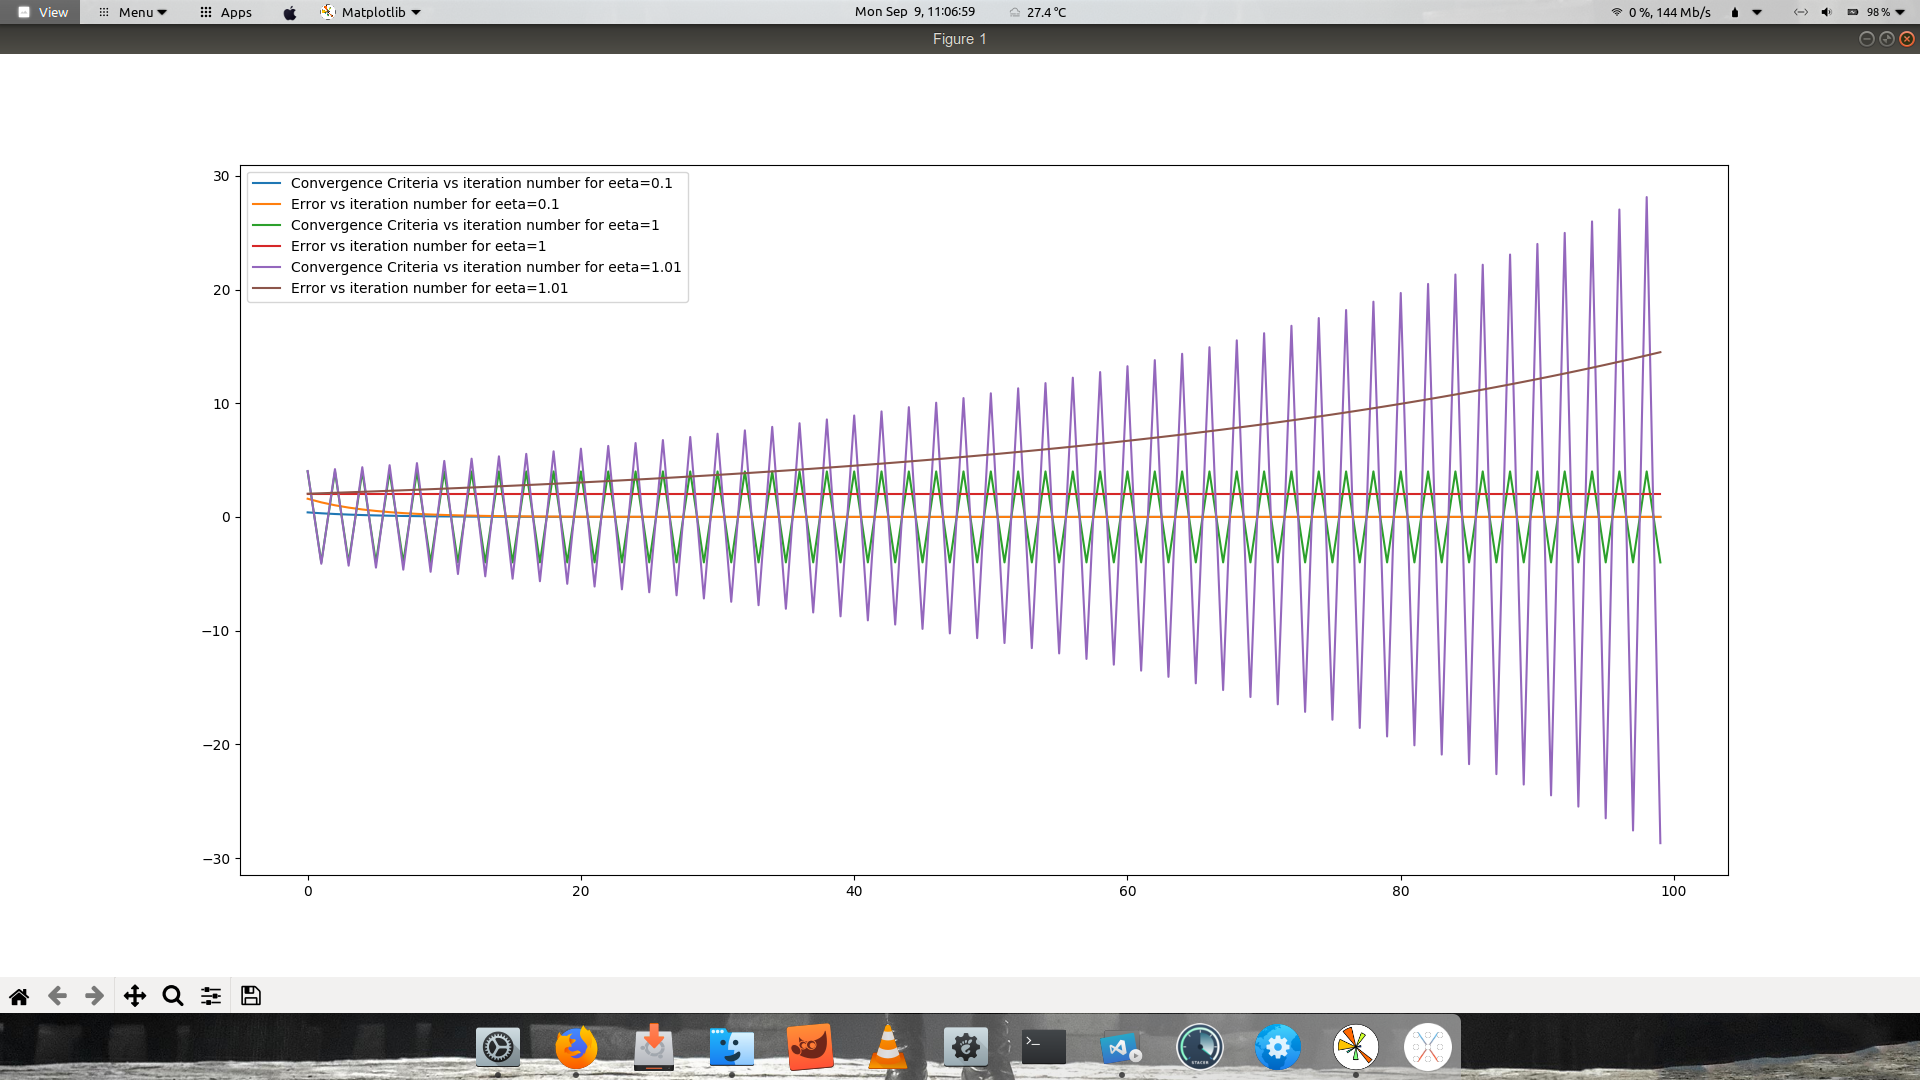 View Menu Apps Matplotlib Mon Sep 9, 11:06:59 27.4 °C 0 %, 144 Mb/s 98 %
Figure 1
30
20
10
0
−10
−20
−30
Convergence Criteria vs iteration number for eeta=0.1
Error vs iteration number for eeta=0.1
Convergence Criteria vs iteration number for eeta=1
Error vs iteration number for eeta=1
Convergence Criteria vs iteration number for eeta=1.01
Error vs iteration number for eeta=1.01
0 20 40 60 80 100
STACER